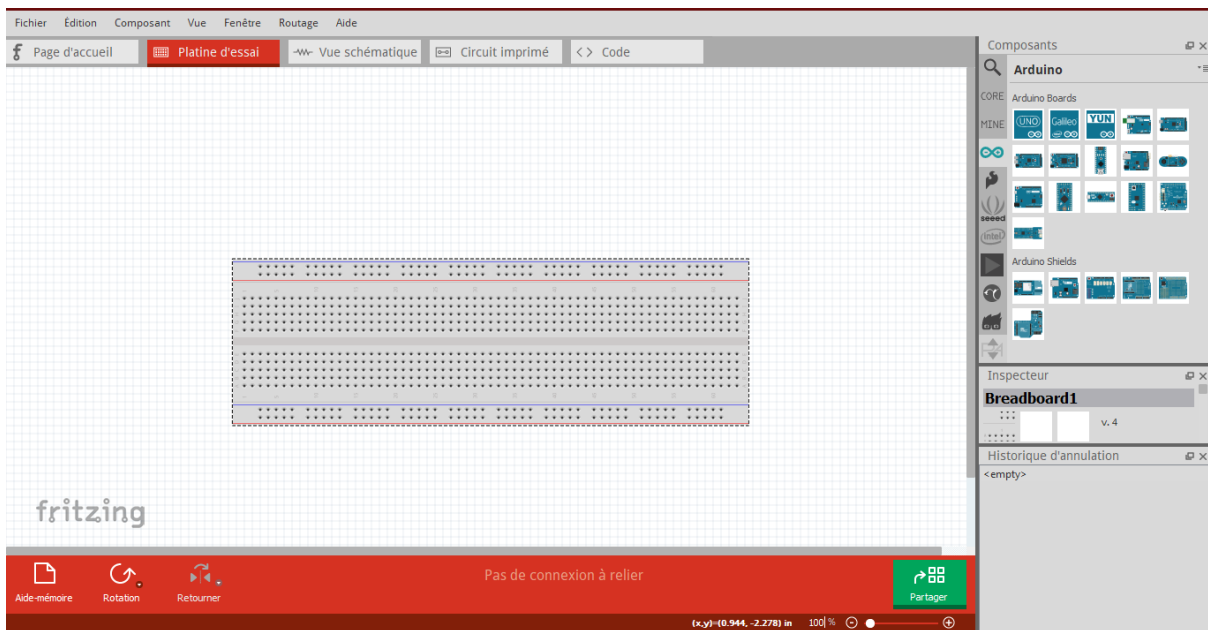 Fichier Édition Composant Vue Fenêtre Routage Aide
Page d'accueil Platine d'essai Vue schématique Circuit imprimé <> Code
Composants
Arduino
CORE
MINE
seeed
intel
Arduino Boards
UNO Galileo YUN
Arduino Shields
Inspecteur
Breadboard1
v. 4
Historique d'annulation
<empty>
fritzing
Aide-mémoire Rotation Retourner
Pas de connexion à relier
Partager
(x,y)=(0.944, -2.278) in 100 %